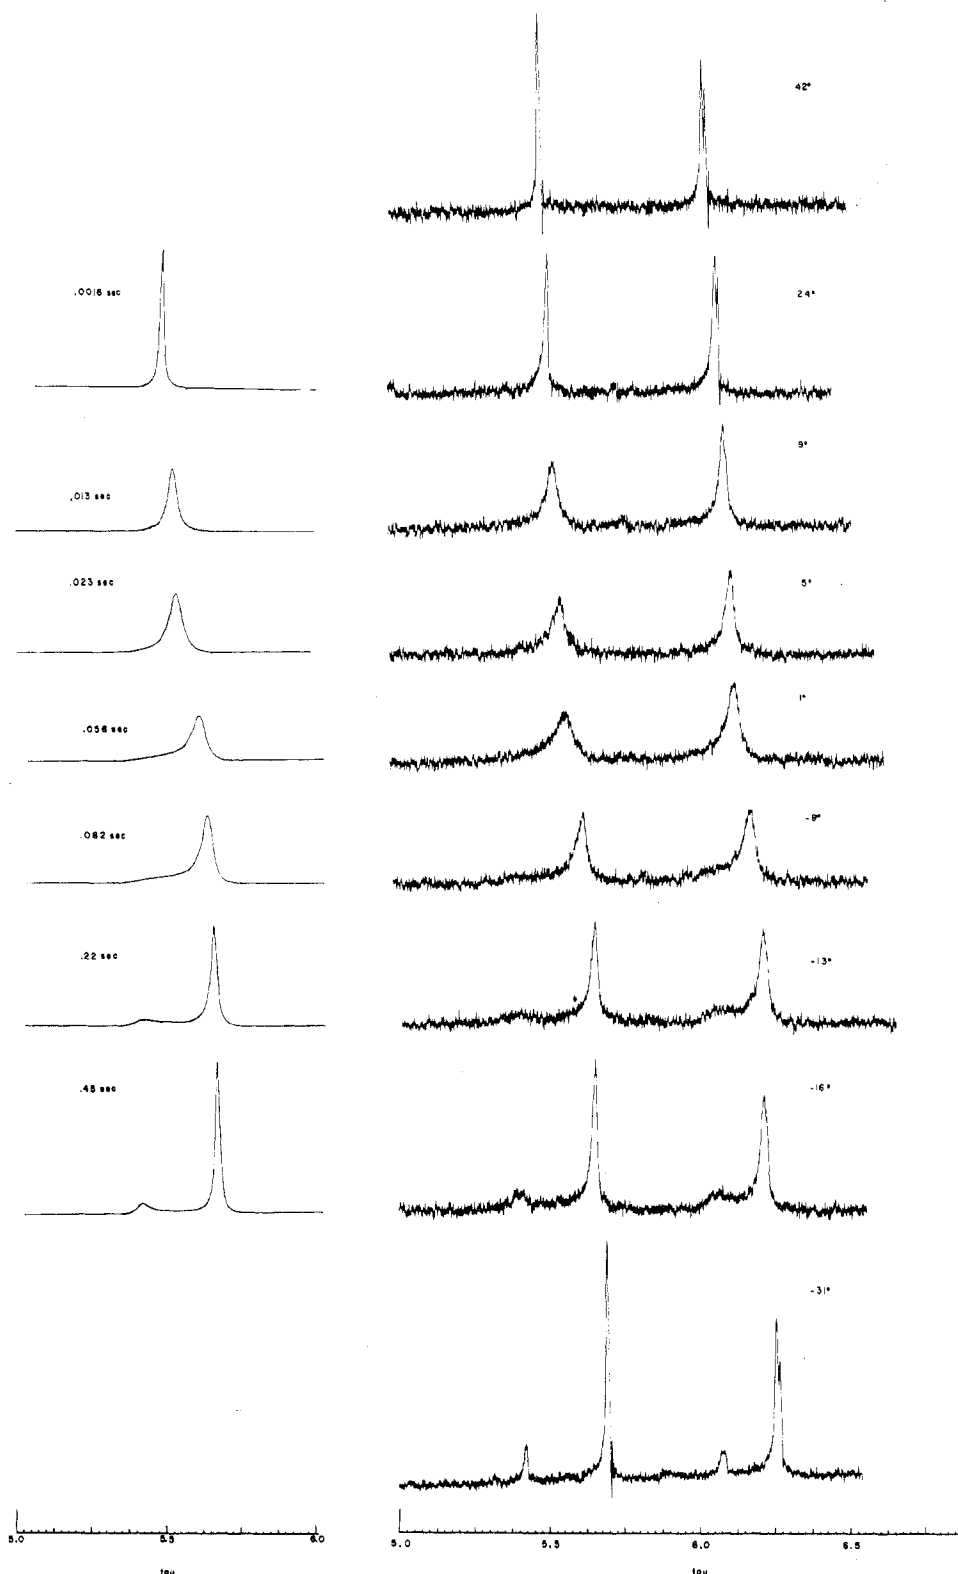 42°
.0018 sec
24°
.013 sec
9°
.023 sec
5°
.056 sec
1°
.082 sec
-8°
.22 sec
-13°
.45 sec
-16°
-31°
5.0 5.5 6.0
5.0 5.5 6.0 6.5
tau tau